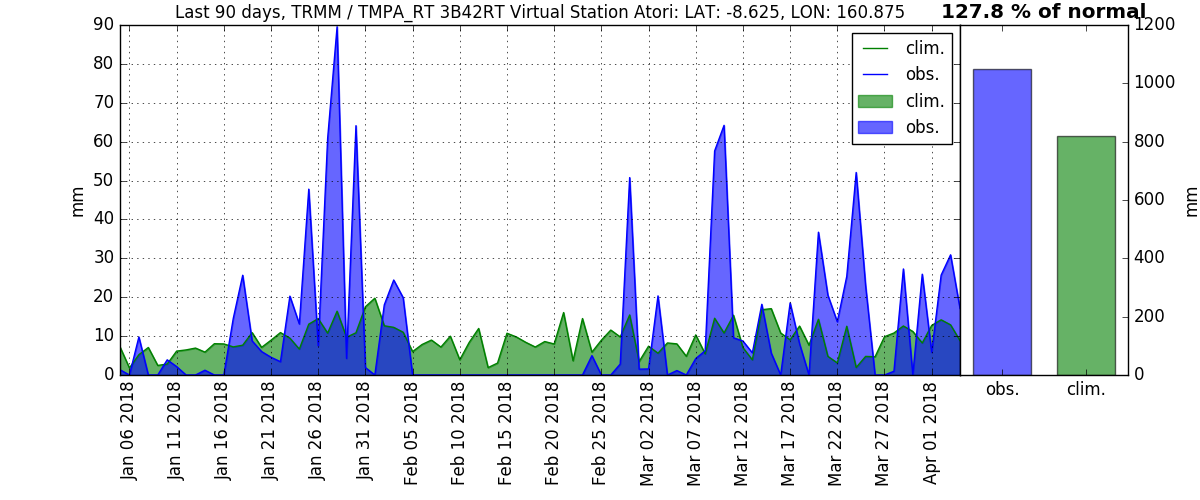 Last 90 days, TRMM / TMPA_RT 3B42RT Virtual Station Atori: LAT: -8.625, LON: 160.875
127.8 % of normal
90
80
70
60
50
40
30
20
10
0
mm
clim.
obs.
clim.
obs.
1200
1000
800
600
400
200
0
mm
Jan 06 2018
Jan 11 2018
Jan 16 2018
Jan 21 2018
Jan 26 2018
Jan 31 2018
Feb 05 2018
Feb 10 2018
Feb 15 2018
Feb 20 2018
Feb 25 2018
Mar 02 2018
Mar 07 2018
Mar 12 2018
Mar 17 2018
Mar 22 2018
Mar 27 2018
Apr 01 2018
obs.
clim.